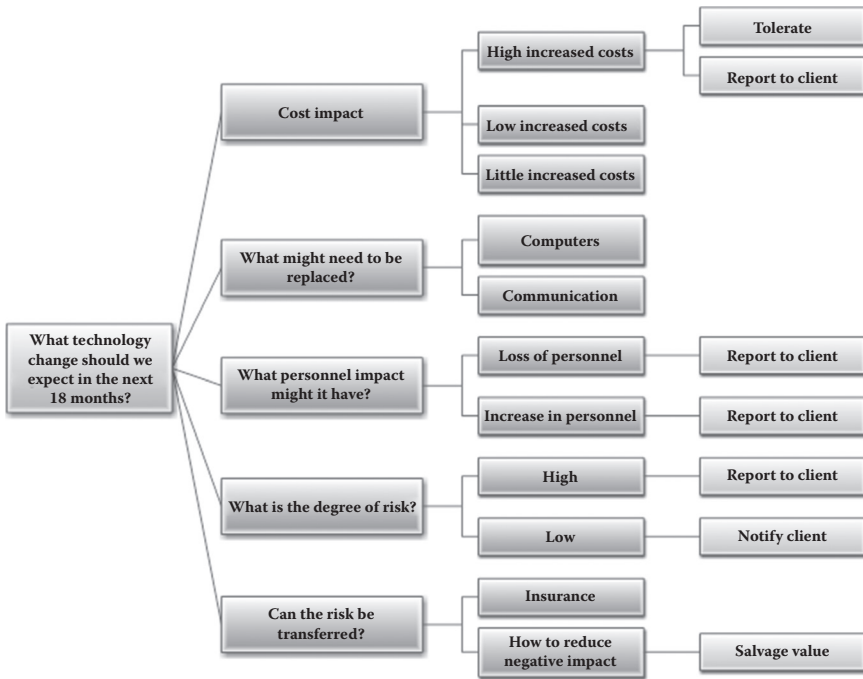 Tolerate
High increased costs
Report to client
Cost impact
Low increased costs
Little increased costs
What might need to be
replaced?
Computers
Communication
What technology
change should we
expect in the next
18 months?
What personnel impact
might it have?
Loss of personnel
Report to client
Increase in personnel
Report to client
What is the degree of risk?
High
Report to client
Low
Notify client
Can the risk be
transferred?
Insurance
How to reduce
negative impact
Salvage value